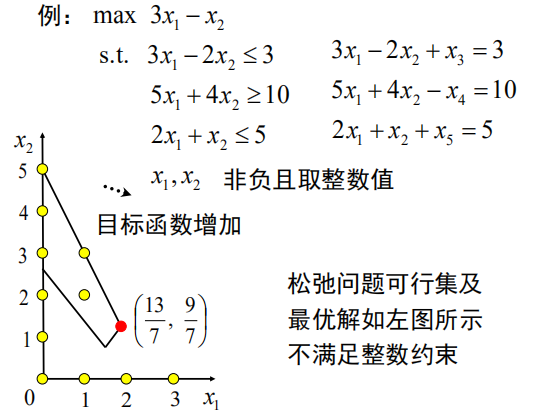 例： max 3x₁ − x₂
s.t. 3x₁ − 2x₂ ≤ 3 3x₁ − 2x₂ + x₃ = 3
5x₁ + 4x₂ ≥ 10 5x₁ + 4x₂ − x₄ = 10
2x₁ + x₂ ≤ 5 2x₁ + x₂ + x₅ = 5
x₁, x₂ 非负且取整数值
目标函数增加
x₂
5
4
3
2
1
0 1 2 3 x₁
(13/7, 9/7)
松弛问题可行集及
最优解如左图所示
不满足整数约束